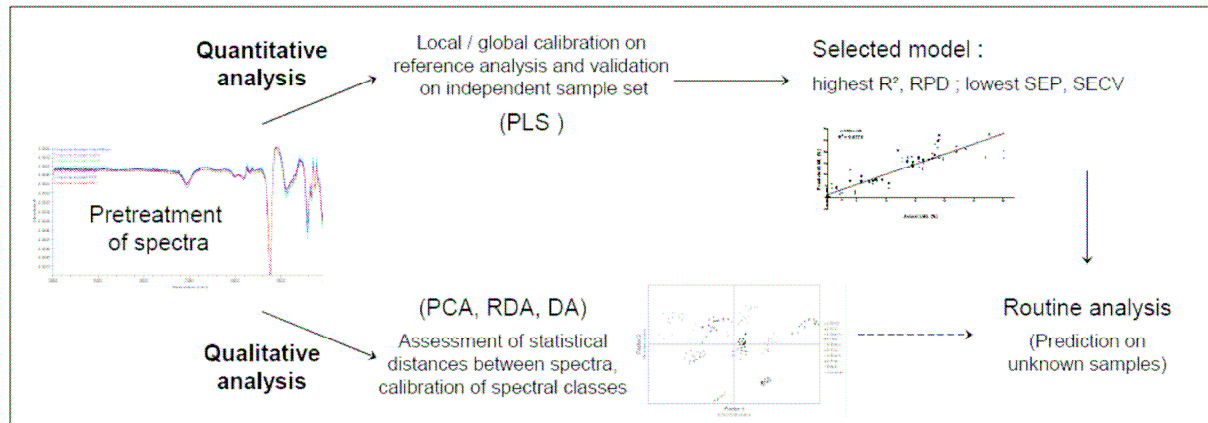 Quantitative
analysis
Local / global calibration on
reference analysis and validation
on independent sample set
(PLS )
Selected model :
highest R², RPD ; lowest SEP, SECV
Pretreatment
of spectra
Qualitative
analysis
(PCA, RDA, DA)
Assessment of statistical
distances between spectra,
calibration of spectral classes
Routine analysis
(Prediction on
unknown samples)